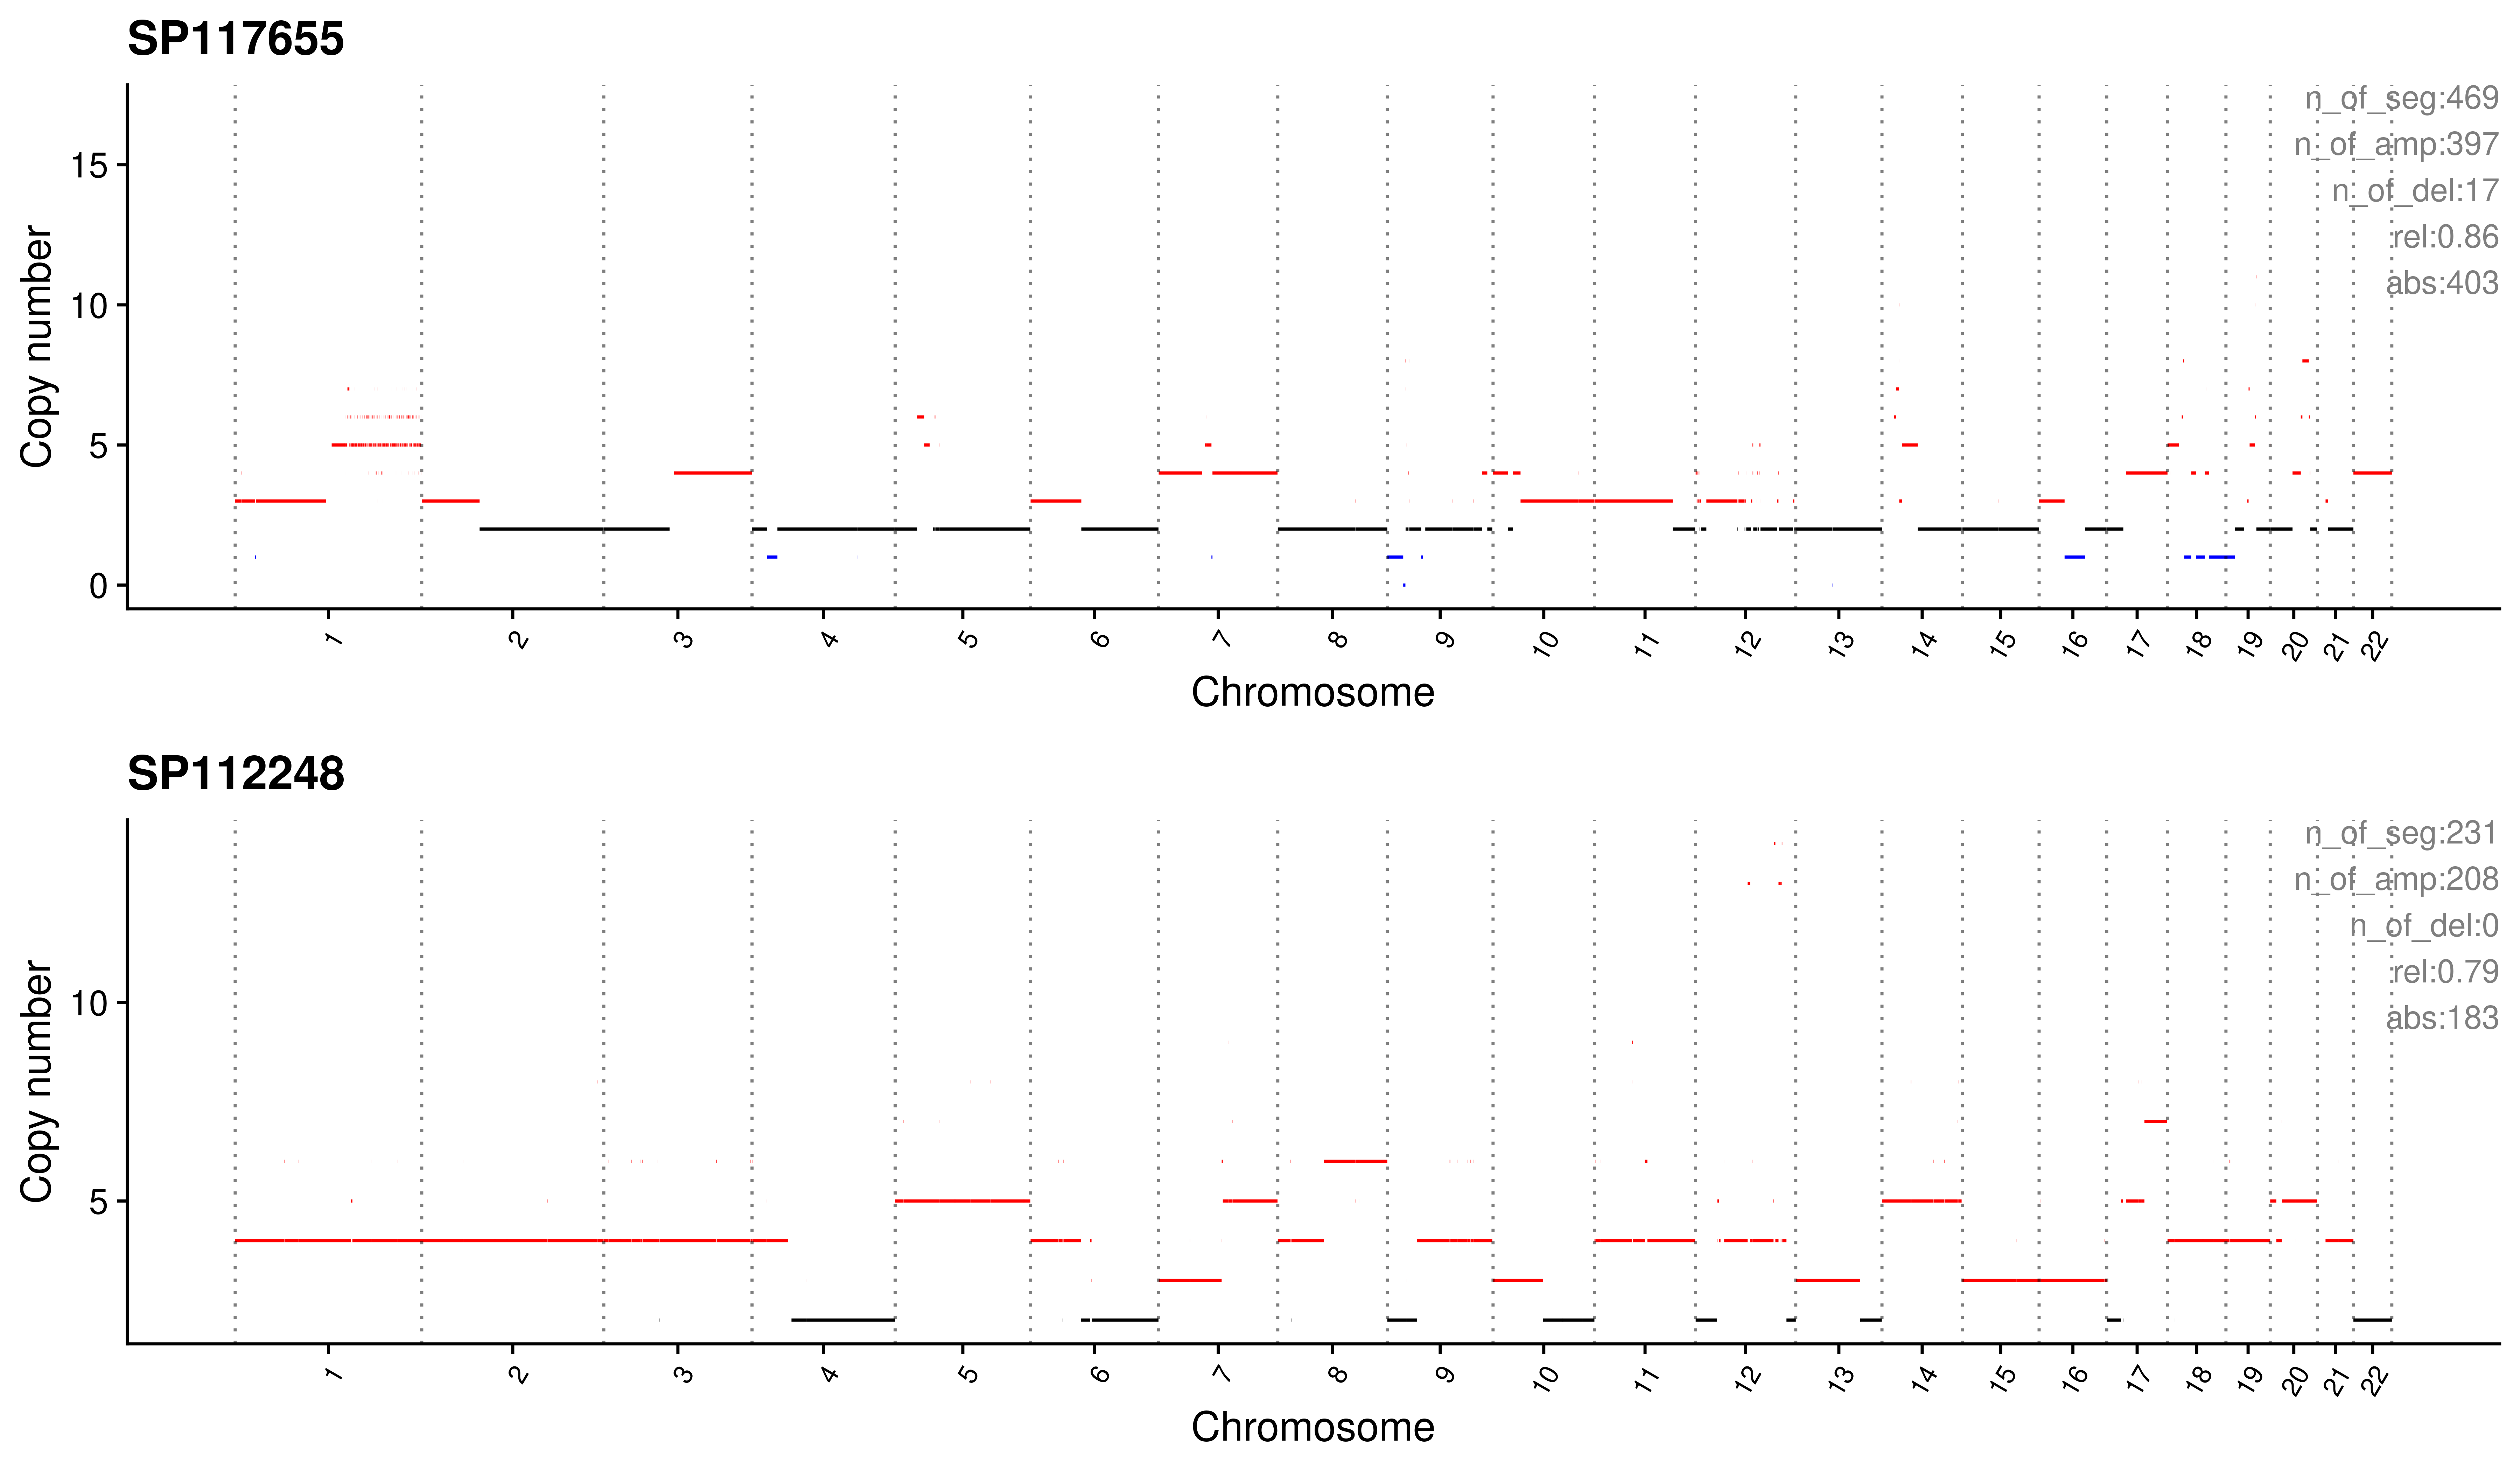 SP117655
n_of_seg:469
n_of_amp:397
n_of_del:17
rel:0.86
abs:403
15
10
5
0
Copy number
1 2 3 4 5 6 7 8 9 10 11 12 13 14 15 16 17 18 19 20 21 22
Chromosome
SP112248
n_of_seg:231
n_of_amp:208
n_of_del:0
rel:0.79
abs:183
10
5
Copy number
1 2 3 4 5 6 7 8 9 10 11 12 13 14 15 16 17 18 19 20 21 22
Chromosome